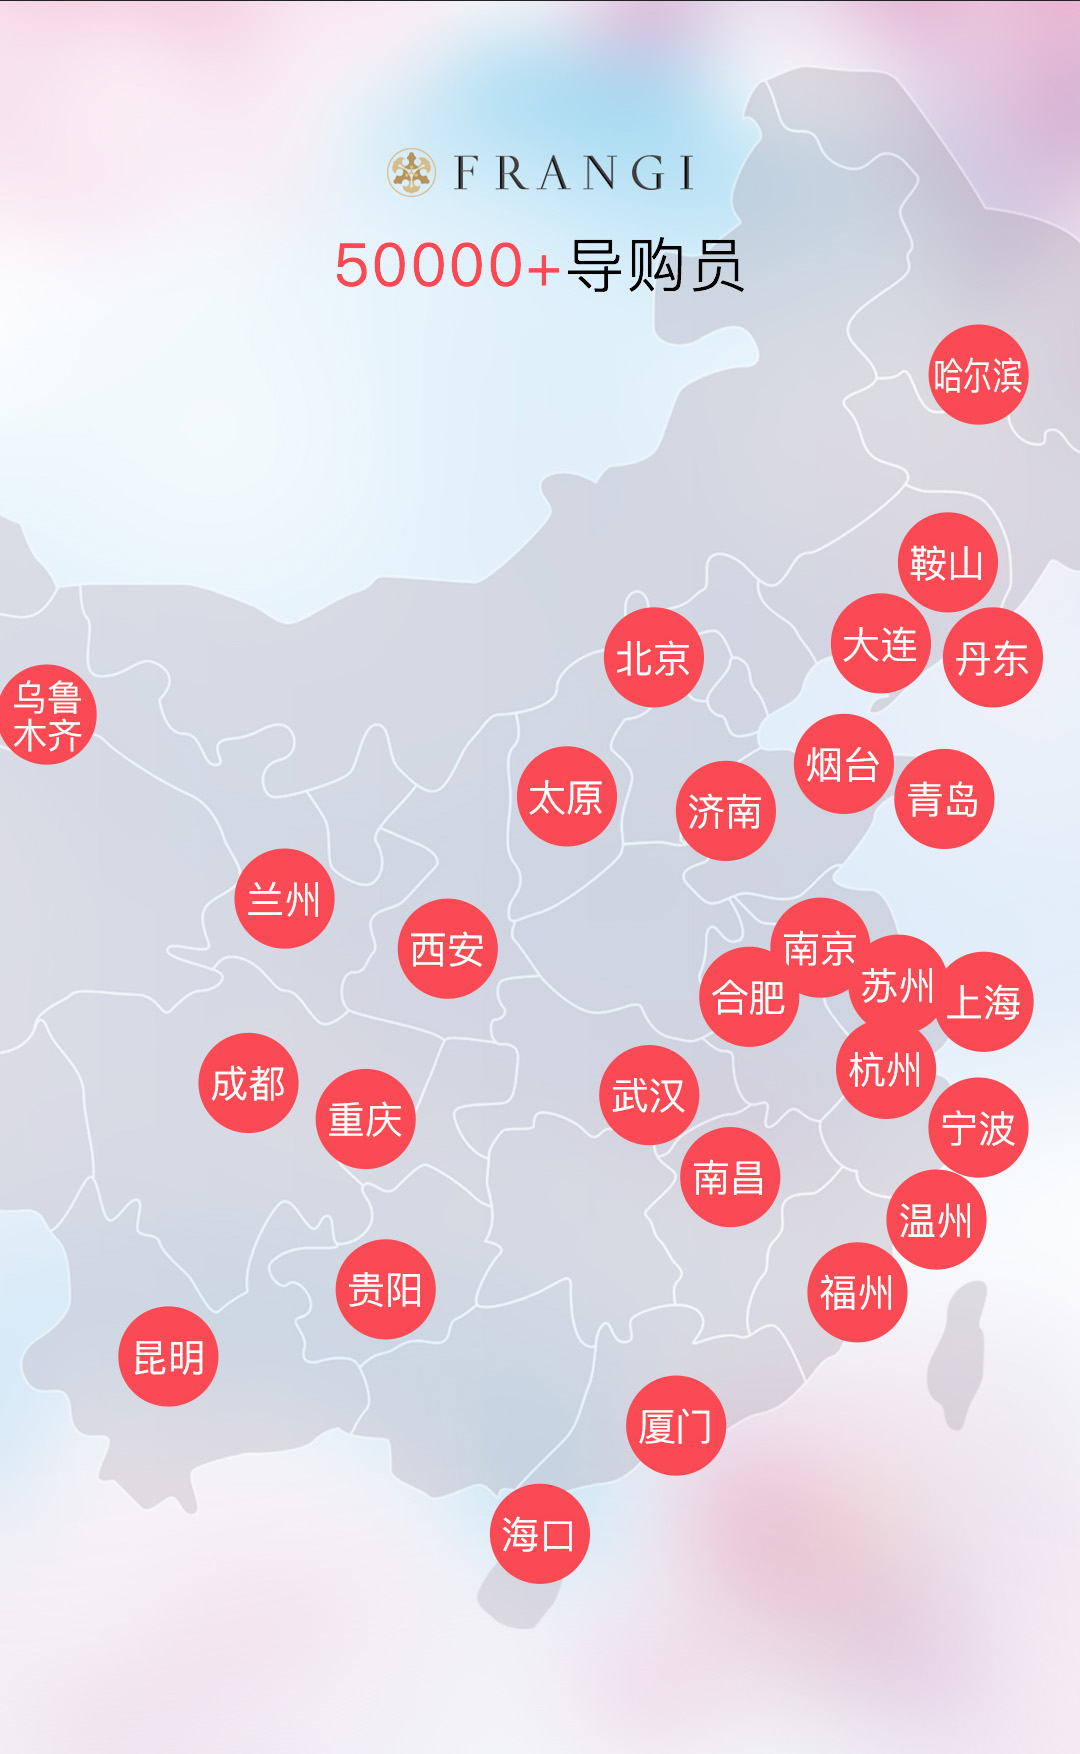 FRANGI
50000+导购员
哈尔滨
鞍山
大连
丹东
北京
乌鲁
木齐
烟台
太原
济南
青岛
兰州
西安
南京
合肥
苏州
上海
成都
重庆
武汉
杭州
宁波
南昌
温州
贵阳
福州
昆明
厦门
海口